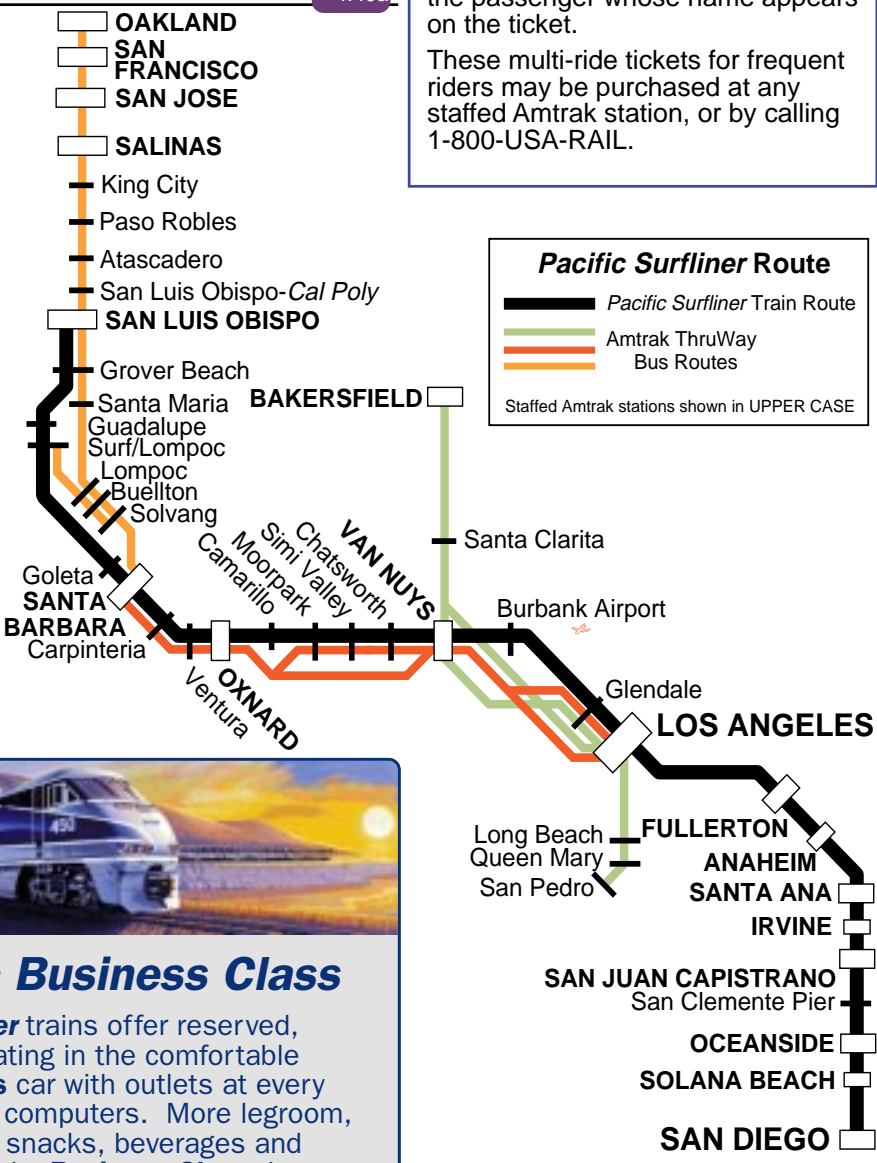 the passenger whose name appears
on the ticket.
These multi-ride tickets for frequent
riders may be purchased at any
staffed Amtrak station, or by calling
1-800-USA-RAIL.
OAKLAND
SAN
FRANCISCO
SAN JOSE
SALINAS
King City
Paso Robles
Atascadero
San Luis Obispo-Cal Poly
SAN LUIS OBISPO
Pacific Surfliner Route
Pacific Surfliner Train Route
Amtrak ThruWay
Bus Routes
Staffed Amtrak stations shown in UPPER CASE
Grover Beach
Santa Maria
BAKERSFIELD
Guadalupe
Surf/Lompoc
Lompoc
Buellton
Solvang
Santa Clarita
Goleta
SANTA
BARBARA
Carpinteria
Ventura
OXNARD
Camarillo
Moorpark
Simi Valley
Chatsworth
VAN NUYS
Burbank Airport
Glendale
LOS ANGELES
Long Beach
Queen Mary
San Pedro
FULLERTON
ANAHEIM
SANTA ANA
IRVINE
SAN JUAN CAPISTRANO
San Clemente Pier
OCEANSIDE
SOLANA BEACH
SAN DIEGO
450
Business Class
trains offer reserved,
in the comfortable
car with outlets at every
computers. More legroom,
snacks, beverages and